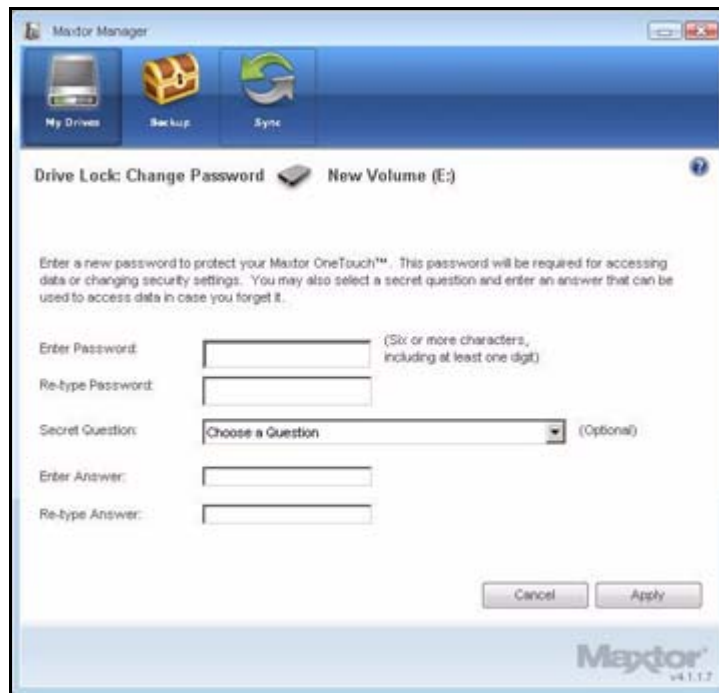 Maxtor Manager
My Drives
Backup
Sync
Drive Lock: Change Password New Volume (E:)
Enter a new password to protect your Maxtor OneTouch™. This password will be required for accessing
data or changing security settings. You may also select a secret question and enter an answer that can be
used to access data in case you forget it.
Enter Password:
(Six or more characters,
including at least one digit)
Re-type Password:
Secret Question:
Choose a Question
(Optional)
Enter Answer:
Re-type Answer:
Cancel
Apply
Maxtor
v4.1.1.7